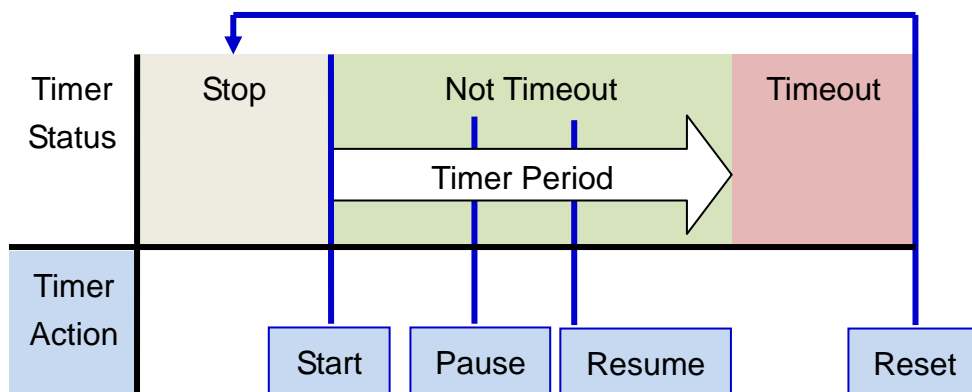 Timer
Status
Stop
Not Timeout
Timeout
Timer Period
Timer
Action
Start
Pause
Resume
Reset